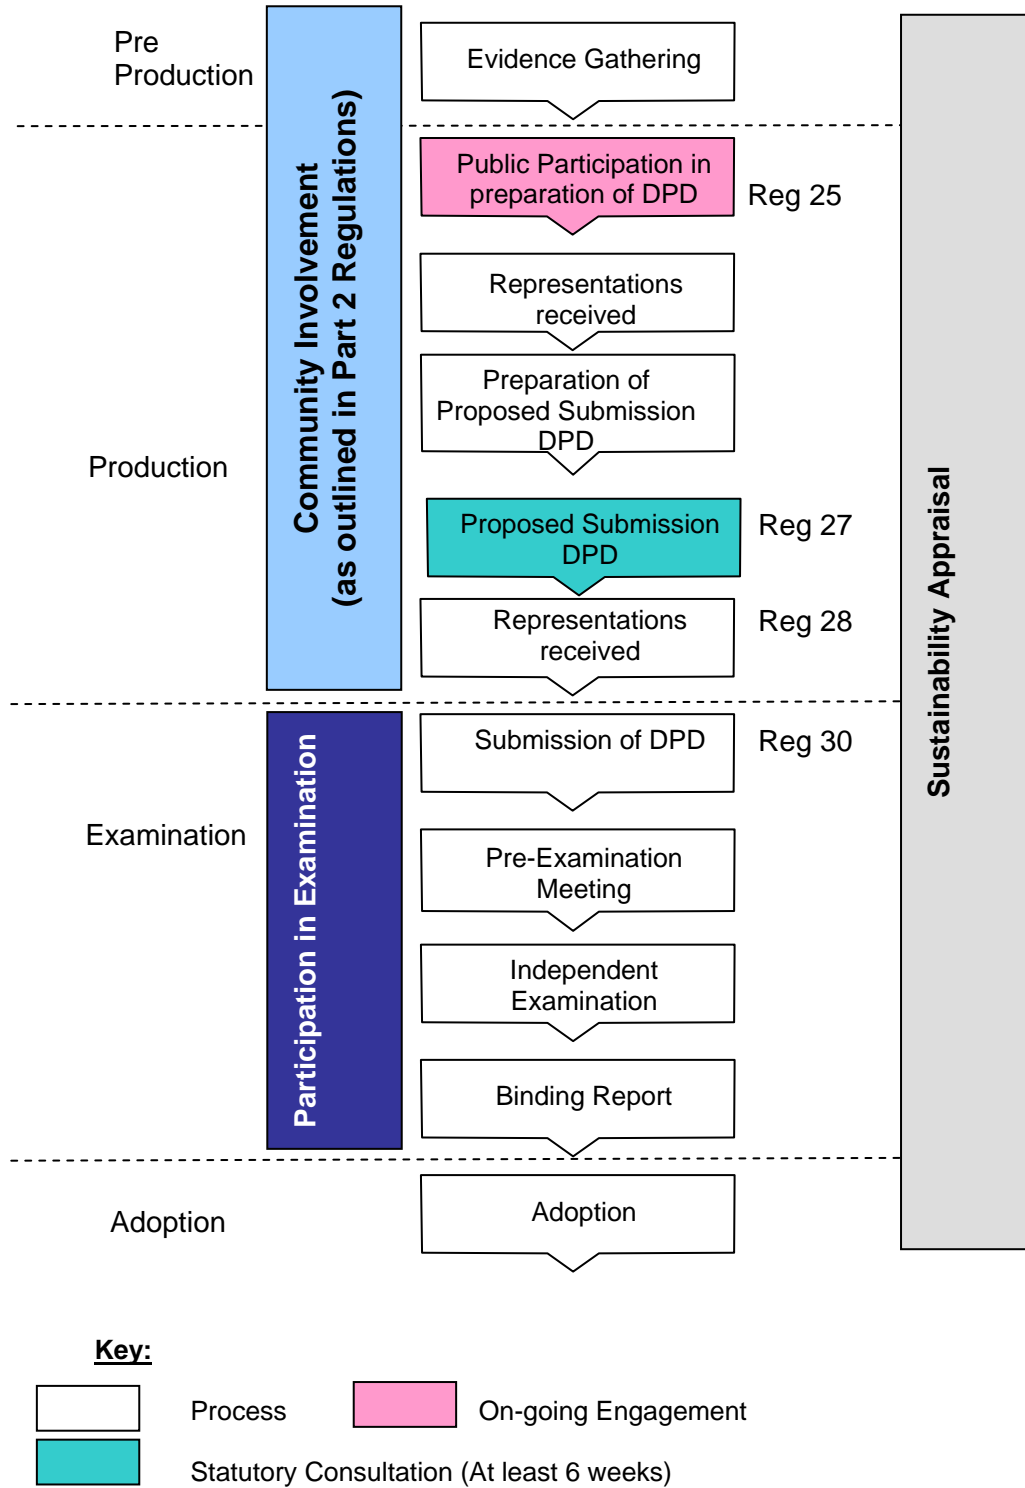 Pre
Production
Evidence Gathering
Community Involvement
(as outlined in Part 2 Regulations)
Public Participation in
preparation of DPD
Reg 25
Representations
received
Preparation of
Proposed Submission
DPD
Production
Proposed Submission
DPD
Reg 27
Representations
received
Reg 28
Sustainability Appraisal
Participation in Examination
Submission of DPD
Reg 30
Examination
Pre-Examination
Meeting
Independent
Examination
Binding Report
Adoption
Adoption
Key:
Process
On-going Engagement
Statutory Consultation (At least 6 weeks)